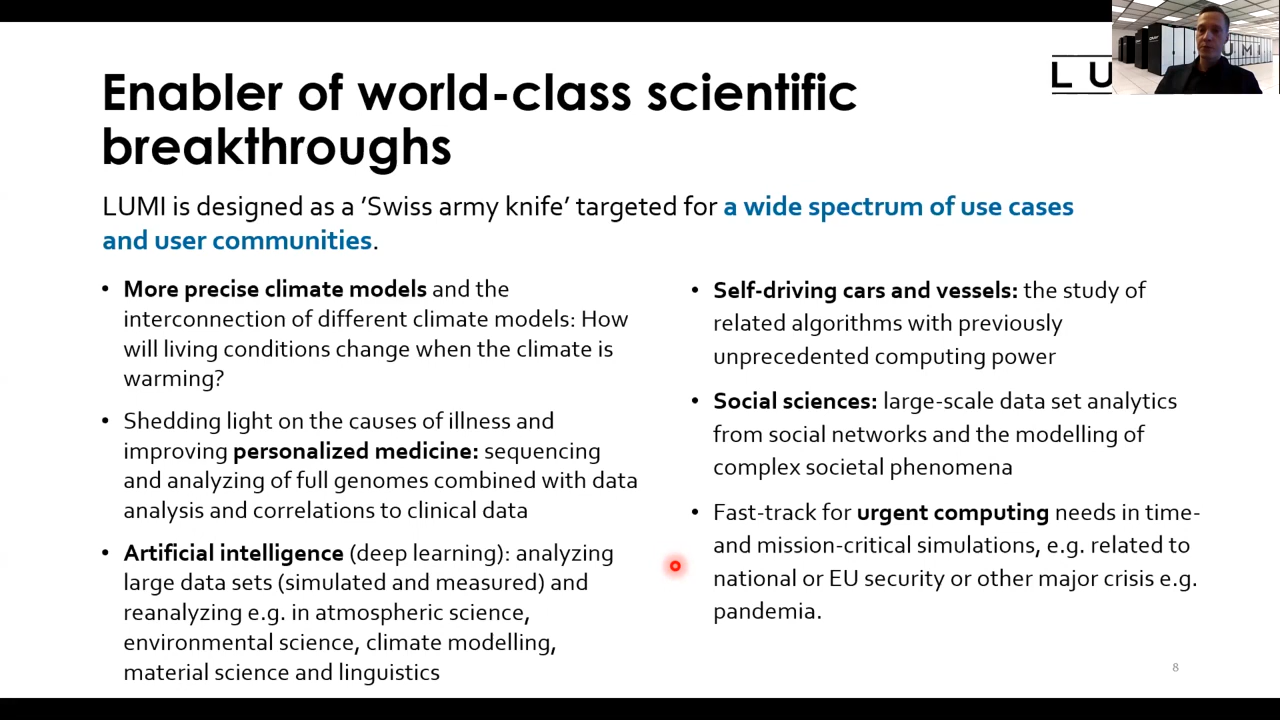 Enabler of world-class scientific
breakthroughs
L U
LUMI is designed as a ‘Swiss army knife’ targeted for a wide spectrum of use cases
and user communities.
• More precise climate models and the
interconnection of different climate models: How
will living conditions change when the climate is
warming?
• Shedding light on the causes of illness and
improving personalized medicine: sequencing
and analyzing of full genomes combined with data
analysis and correlations to clinical data
• Artificial intelligence (deep learning): analyzing
large data sets (simulated and measured) and
reanalyzing e.g. in atmospheric science,
environmental science, climate modelling,
material science and linguistics
• Self-driving cars and vessels: the study of
related algorithms with previously
unprecedented computing power
• Social sciences: large-scale data set analytics
from social networks and the modelling of
complex societal phenomena
• Fast-track for urgent computing needs in time-
and mission-critical simulations, e.g. related to
national or EU security or other major crisis e.g.
pandemia.
8